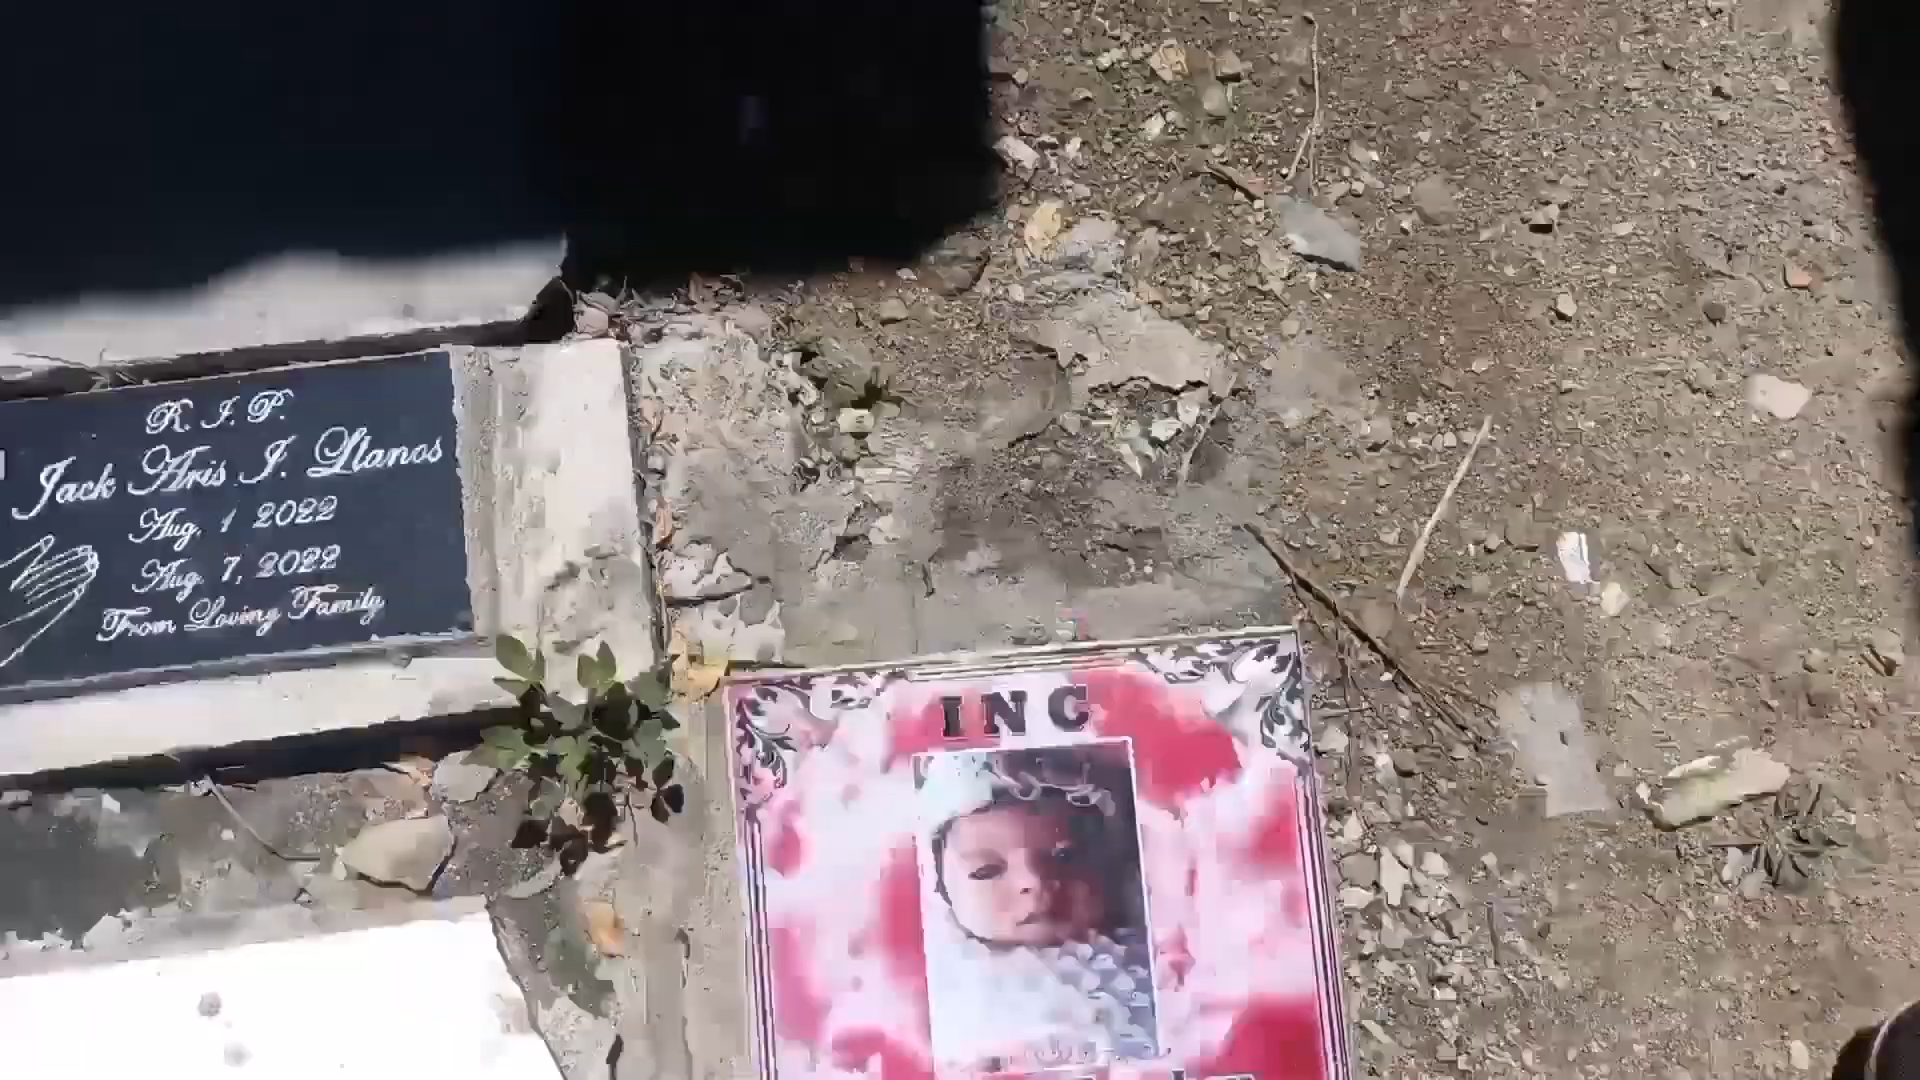 R. I. P.
Jack Aris I. Llanos
Aug. 1 2022
Aug. 7, 2022
From Loving Family
INC